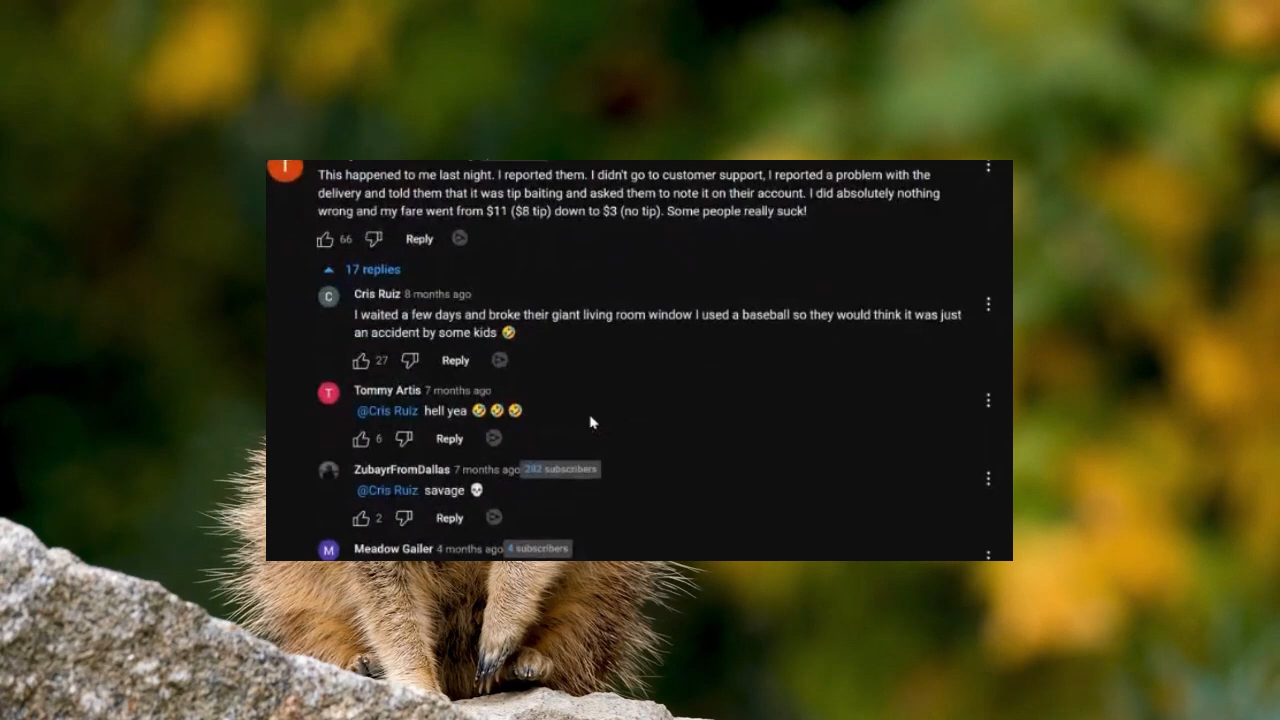 This happened to me last night. I reported them. I didn't go to customer support, I reported a problem with the
delivery and told them that it was tip baiting and asked them to note it on their account. I did absolutely nothing
wrong and my fare went from $11 ($8 tip) down to $3 (no tip). Some people really suck!
66 Reply
17 replies
C Cris Ruiz 8 months ago
I waited a few days and broke their giant living room window I used a baseball so they would think it was just
an accident by some kids 🤣
27 Reply
T Tommy Artis 7 months ago
@Cris Ruiz hell yea 🤣 🤣 🤣
6 Reply
ZubayrFromDallas 7 months ago 282 subscribers
@Cris Ruiz savage 💀
2 Reply
M Meadow Gailer 4 months ago 4 subscribers